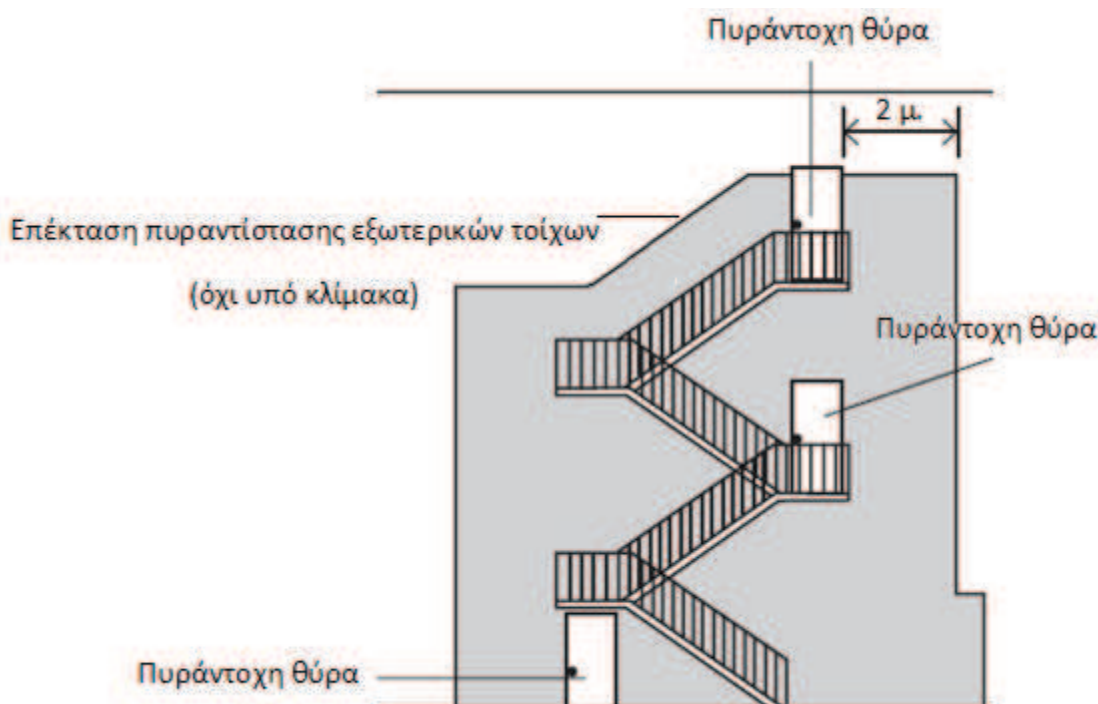 Πυράντοχη θύρα
2 μ.
Επέκταση πυραντίστασης εξωτερικών τοίχων
(όχι υπό κλίμακα)
Πυράντοχη θύρα
Πυράντοχη θύρα